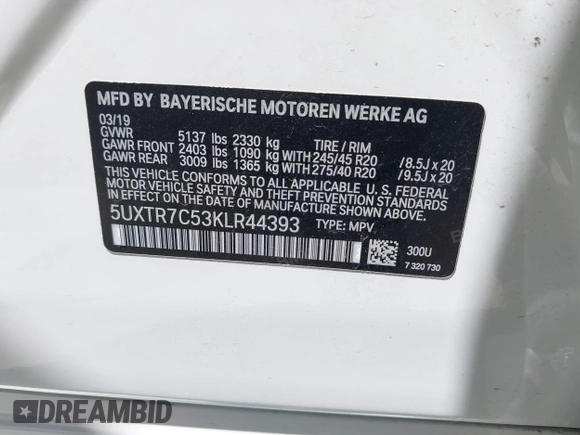 MFD BY BAYERISCHE MOTOREN WERKE AG
03/19
GVWR 5137 lbs 2330 kg TIRE / RIM
GAWR FRONT 2403 lbs 1090 kg WITH 245/45 R20 /8.5J x 20
GAWR REAR 3009 lbs 1365 kg WITH 275/40 R20 /9.5J x 20
THIS VEHICLE CONFORMS TO ALL APPLICABLE U. S. FEDERAL
MOTOR VEHICLE SAFETY, BUMPER, AND THEFT PREVENTION STANDARDS
IN EFFECT ON THE DATE OF MANUFACTURE SHOWN ABOVE.
5UXTR7C53KLR44393 TYPE: MPV
300U
7 320 730
DREAMBID